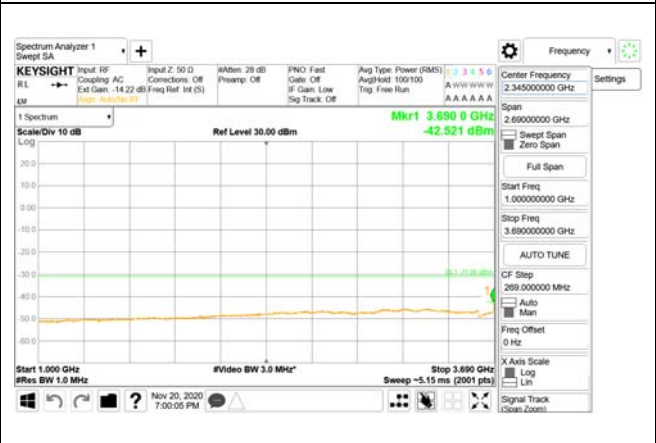 Spectrum Analyzer 1
Swept SA
Frequency
KEYSIGHT
Input: RF
Input Z: 50 Ω
#Atten: 28 dB
PNO: Fast
Avg Type: Power (RMS)
1 2 3 4 5 6
RL
Coupling: AC
Corrections: Off
Preamp: Off
Gate: Off
Avg|Hold: 100/100
A W W W W W
Ext Gain: -14.22 dB
Freq Ref: Int (S)
IF Gain: Low
Trig: Free Run
A A A A A A
Align: Auto/No RF
Sig Track: Off
1 Spectrum
Scale/Div 10 dB
Ref Level 30.00 dBm
Mkr1 3.690 0 GHz
-42.521 dBm
Log
20.0
10.0
0.00
-10.0
-20.0
-30.0
-40.0
-50.0
-60.0
1
Start 1.000 GHz
#Video BW 3.0 MHz*
Stop 3.690 GHz
#Res BW 1.0 MHz
Sweep ~5.15 ms (2001 pts)
Nov 20, 2020
7:00:05 PM
Center Frequency
2.345000000 GHz
Settings
Span
2.69000000 GHz
Swept Span
Zero Span
Full Span
Start Freq
1.000000000 GHz
Stop Freq
3.690000000 GHz
AUTO TUNE
CF Step
269.000000 MHz
Auto
Man
Freq Offset
0 Hz
X Axis Scale
Log
Lin
Signal Track
(Span Zoom)